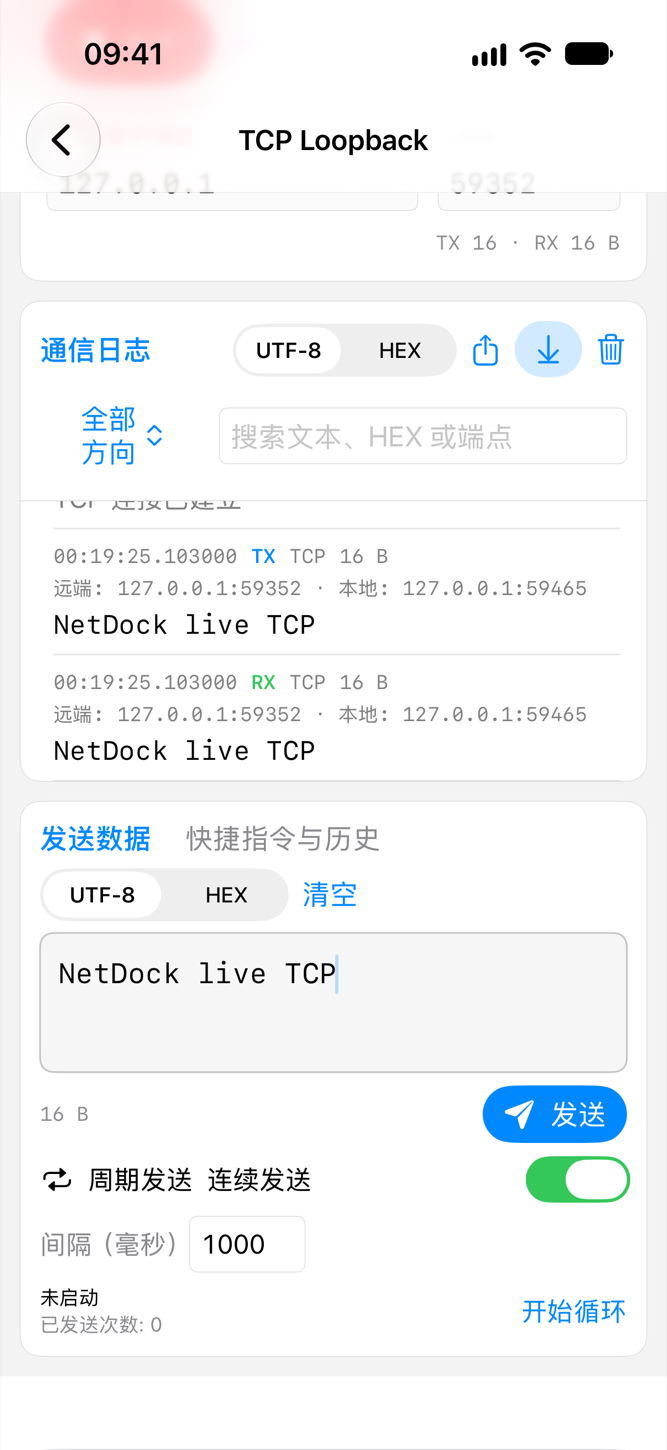 09:41
TCP Loopback
127.0.0.1 59352
TX 16 · RX 16 B
通信日志 UTF-8 HEX
全部
方向
搜索文本、HEX 或端点
TCP 连接已建立
00:19:25.103000 TX TCP 16 B
远端: 127.0.0.1:59352 · 本地: 127.0.0.1:59465
NetDock live TCP
00:19:25.103000 RX TCP 16 B
远端: 127.0.0.1:59352 · 本地: 127.0.0.1:59465
NetDock live TCP
发送数据 快捷指令与历史
UTF-8 HEX 清空
NetDock live TCP
16 B 发送
周期发送 连续发送
间隔（毫秒） 1000
未启动
已发送次数: 0
开始循环